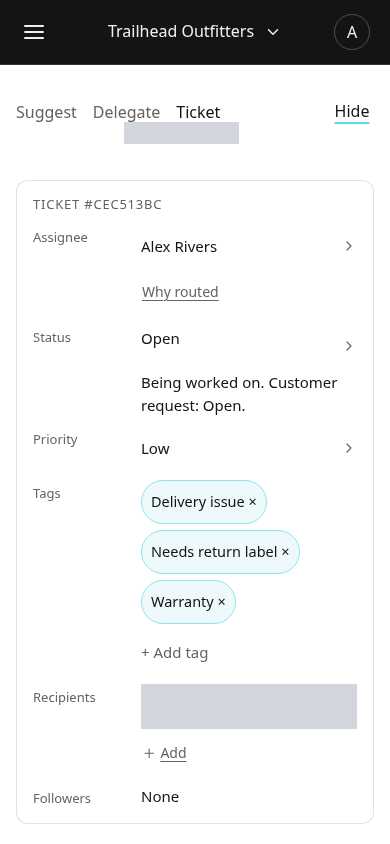 Trailhead Outfitters
A
Suggest Delegate Ticket Hide
TICKET #CEC513BC
Assignee
Alex Rivers
Why routed
Status
Open
Being worked on. Customer
request: Open.
Priority
Low
Tags
Delivery issue ×
Needs return label ×
Warranty ×
+ Add tag
Recipients
+ Add
Followers
None